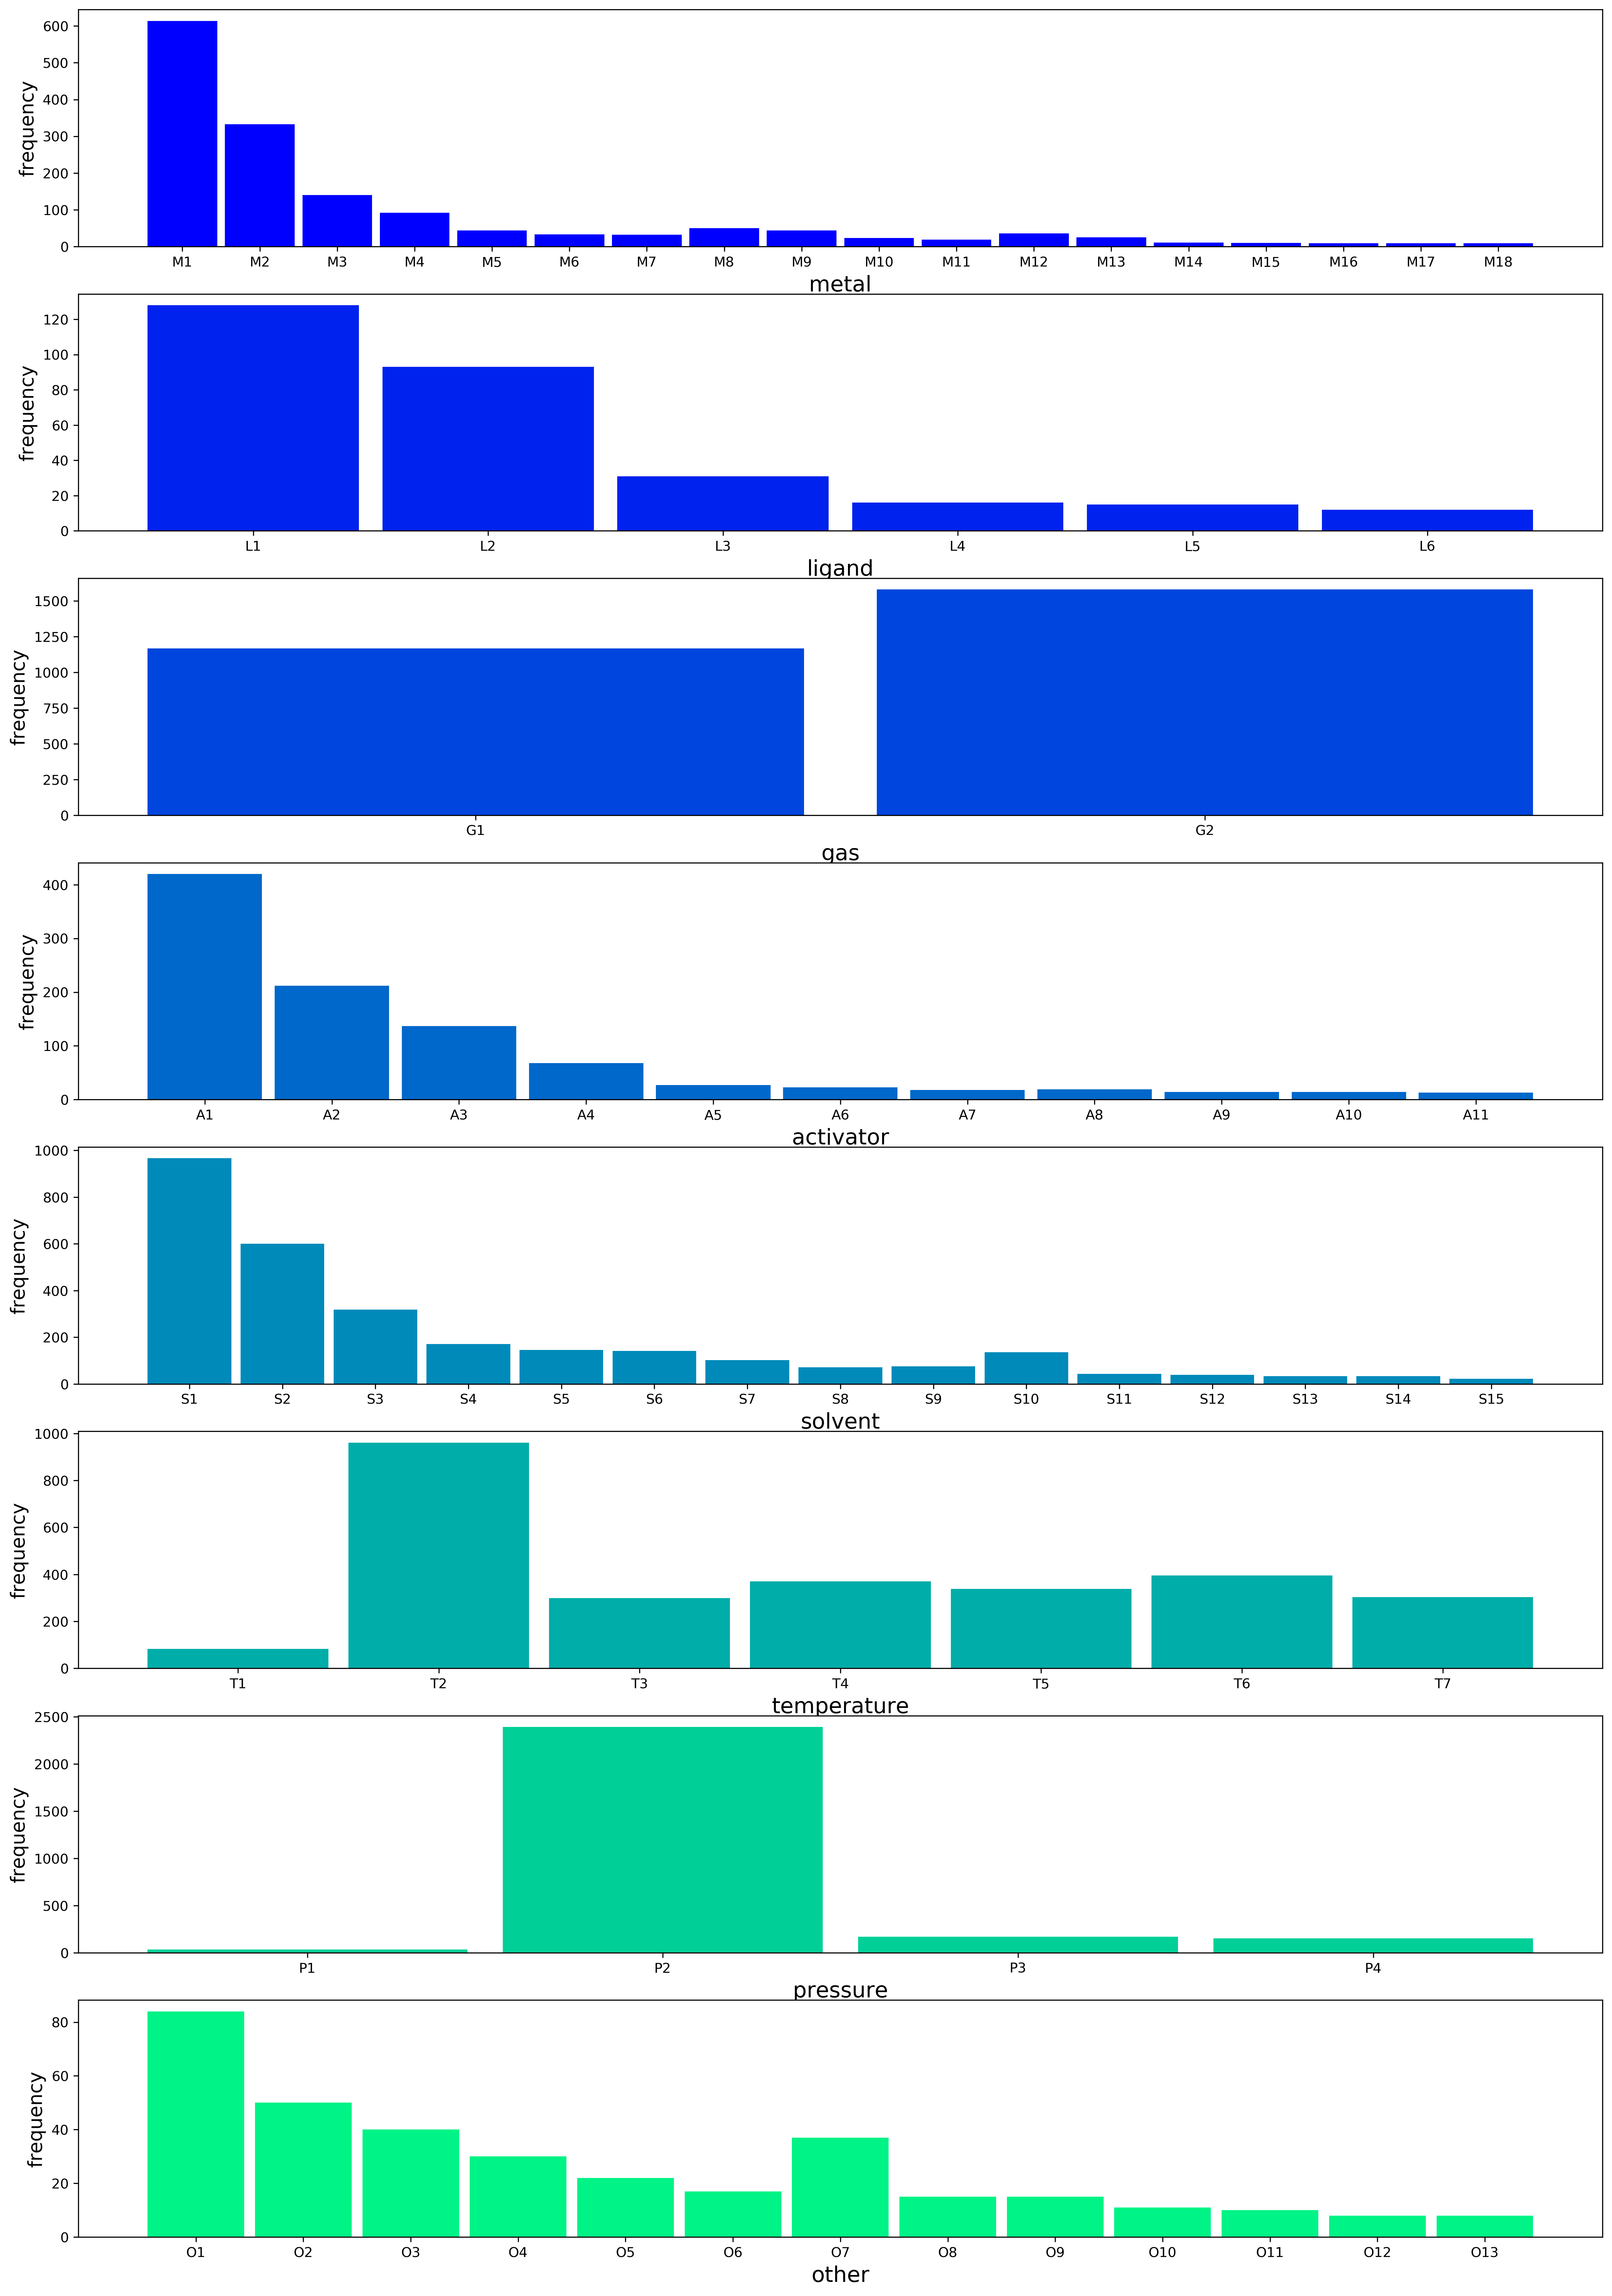 frequency
600
500
400
300
200
100
0
M1 M2 M3 M4 M5 M6 M7 M8 M9 M10 M11 M12 M13 M14 M15 M16 M17 M18
metal
frequency
120
100
80
60
40
20
0
L1 L2 L3 L4 L5 L6
ligand
frequency
1500
1250
1000
750
500
250
0
G1 G2
gas
frequency
400
300
200
100
0
A1 A2 A3 A4 A5 A6 A7 A8 A9 A10 A11
activator
frequency
1000
800
600
400
200
0
S1 S2 S3 S4 S5 S6 S7 S8 S9 S10 S11 S12 S13 S14 S15
solvent
frequency
1000
800
600
400
200
0
T1 T2 T3 T4 T5 T6 T7
temperature
frequency
2500
2000
1500
1000
500
0
P1 P2 P3 P4
pressure
frequency
80
60
40
20
0
O1 O2 O3 O4 O5 O6 O7 O8 O9 O10 O11 O12 O13
other